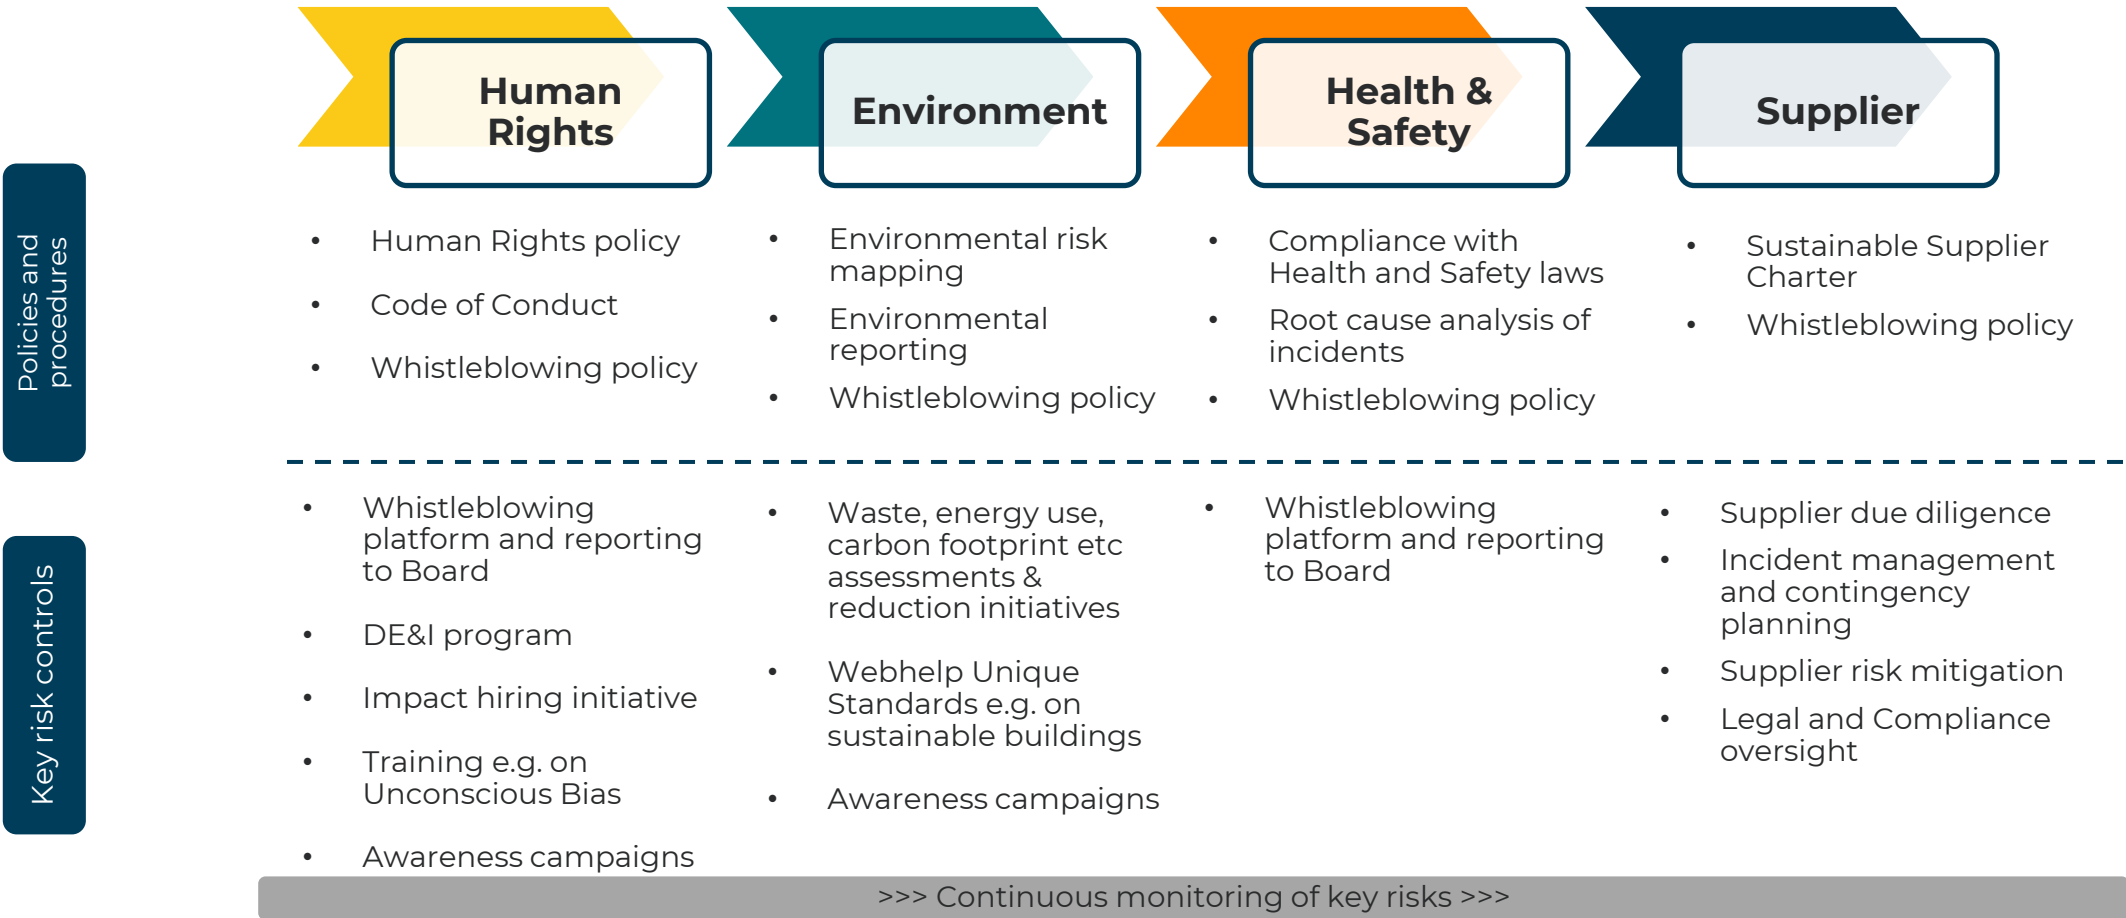 Human
Rights
Environment
Health &
Safety
Supplier
Policies and
procedures
• Human Rights policy
• Code of Conduct
• Whistleblowing policy
• Environmental risk
mapping
• Environmental
reporting
• Whistleblowing policy
• Compliance with
Health and Safety laws
• Root cause analysis of
incidents
• Whistleblowing policy
• Sustainable Supplier
Charter
• Whistleblowing policy
Key risk controls
• Whistleblowing
platform and reporting
to Board
• DE&I program
• Impact hiring initiative
• Training e.g. on
Unconscious Bias
• Awareness campaigns
• Waste, energy use,
carbon footprint etc
assessments &
reduction initiatives
• Webhelp Unique
Standards e.g. on
sustainable buildings
• Awareness campaigns
• Whistleblowing
platform and reporting
to Board
• Supplier due diligence
• Incident management
and contingency
planning
• Supplier risk mitigation
• Legal and Compliance
oversight
>>> Continuous monitoring of key risks >>>